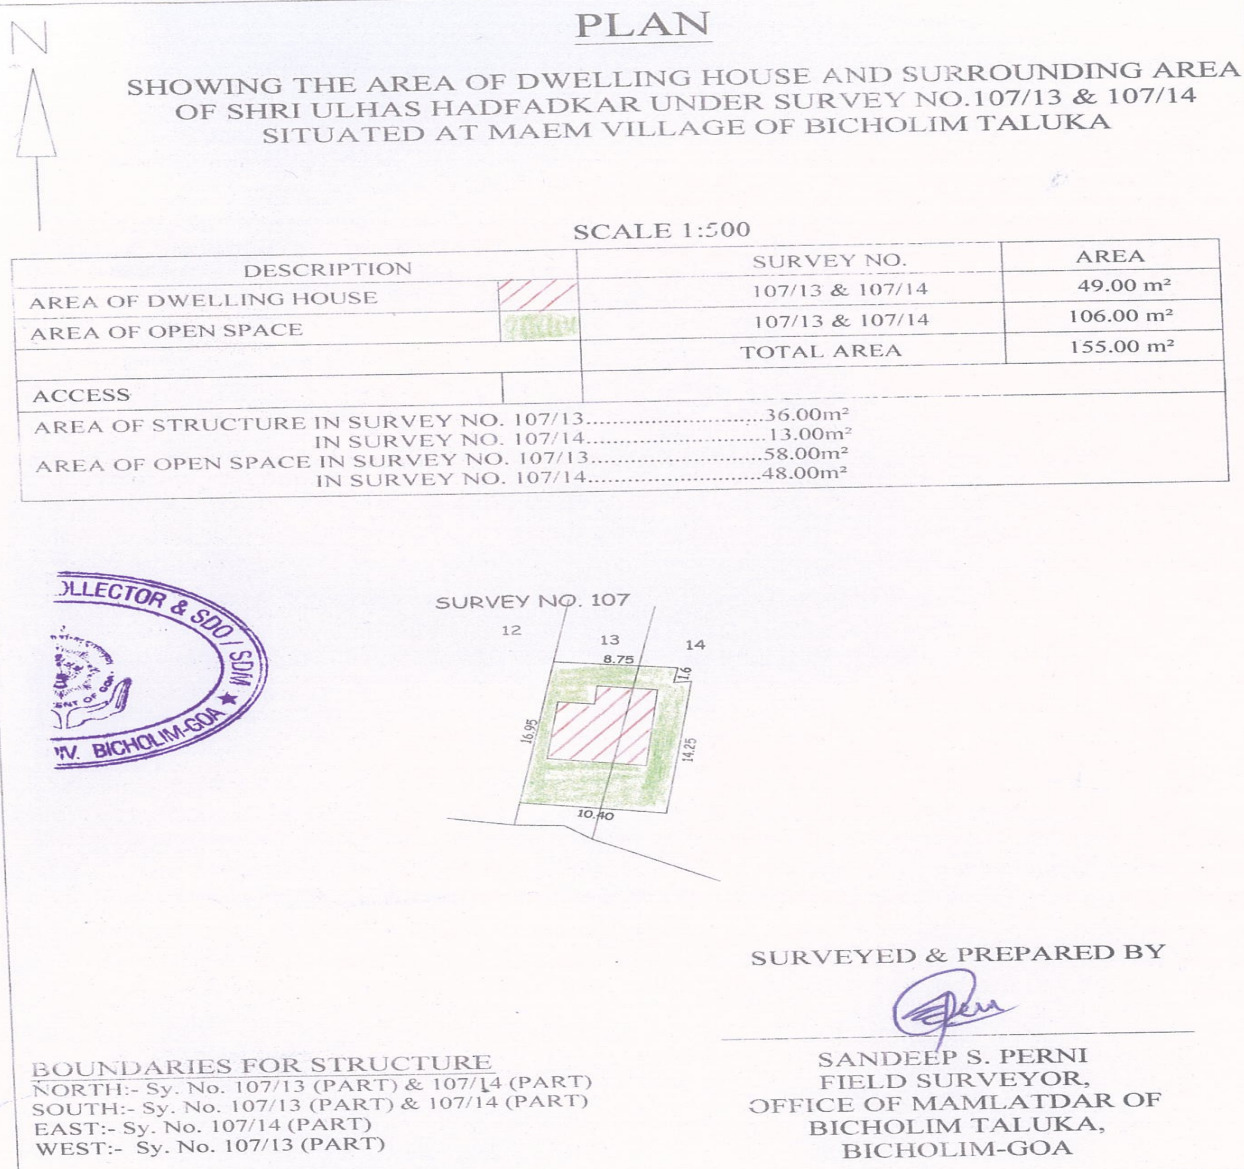 N
PLAN
SHOWING THE AREA OF DWELLING HOUSE AND SURROUNDING AREA
OF SHRI ULHAS HADFADKAR UNDER SURVEY NO.107/13 & 107/14
SITUATED AT MAEM VILLAGE OF BICHOLIM TALUKA
SCALE 1:500
DESCRIPTION SURVEY NO. AREA
AREA OF DWELLING HOUSE 107/13 & 107/14 49.00 m²
AREA OF OPEN SPACE 107/13 & 107/14 106.00 m²
TOTAL AREA 155.00 m²
ACCESS
AREA OF STRUCTURE IN SURVEY NO. 107/13.........................36.00m²
IN SURVEY NO. 107/14.........................13.00m²
AREA OF OPEN SPACE IN SURVEY NO. 107/13.........................58.00m²
IN SURVEY NO. 107/14.........................48.00m²
OLLECTOR & SDO / SDM ★
IV. BICHOLIM-GOA
SURVEY NO. 107
12 13 14
8.75
1.6
16.95
14.25
10.40
SURVEYED & PREPARED BY
SANDEEP S. PERNI
FIELD SURVEYOR,
OFFICE OF MAMLATDAR OF
BICHOLIM TALUKA,
BICHOLIM-GOA
BOUNDARIES FOR STRUCTURE
NORTH:- Sy. No. 107/13 (PART) & 107/14 (PART)
SOUTH:- Sy. No. 107/13 (PART) & 107/14 (PART)
EAST:- Sy. No. 107/14 (PART)
WEST:- Sy. No. 107/13 (PART)